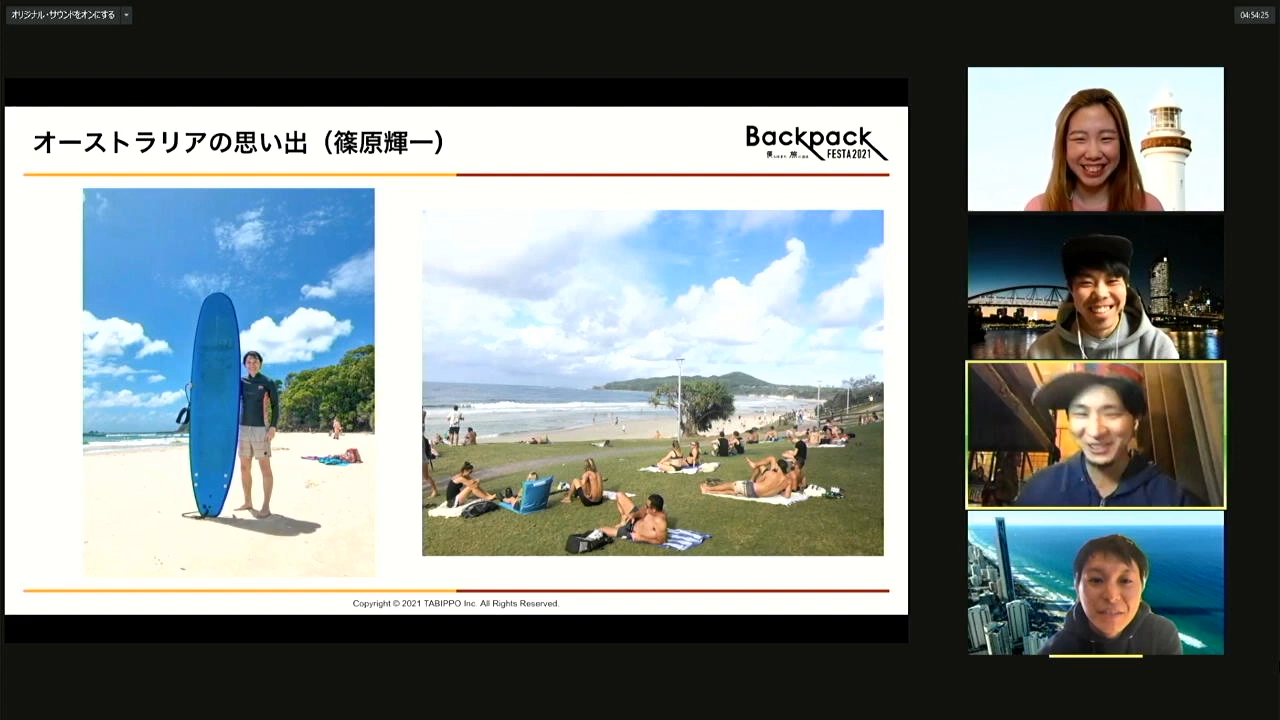 オリジナル・サウンドをオンにする
04:54:25
オーストラリアの思い出（篠原輝一）
Backpack
FESTA2021
Copyright © 2021 TABIPPO Inc. All Rights Reserved.